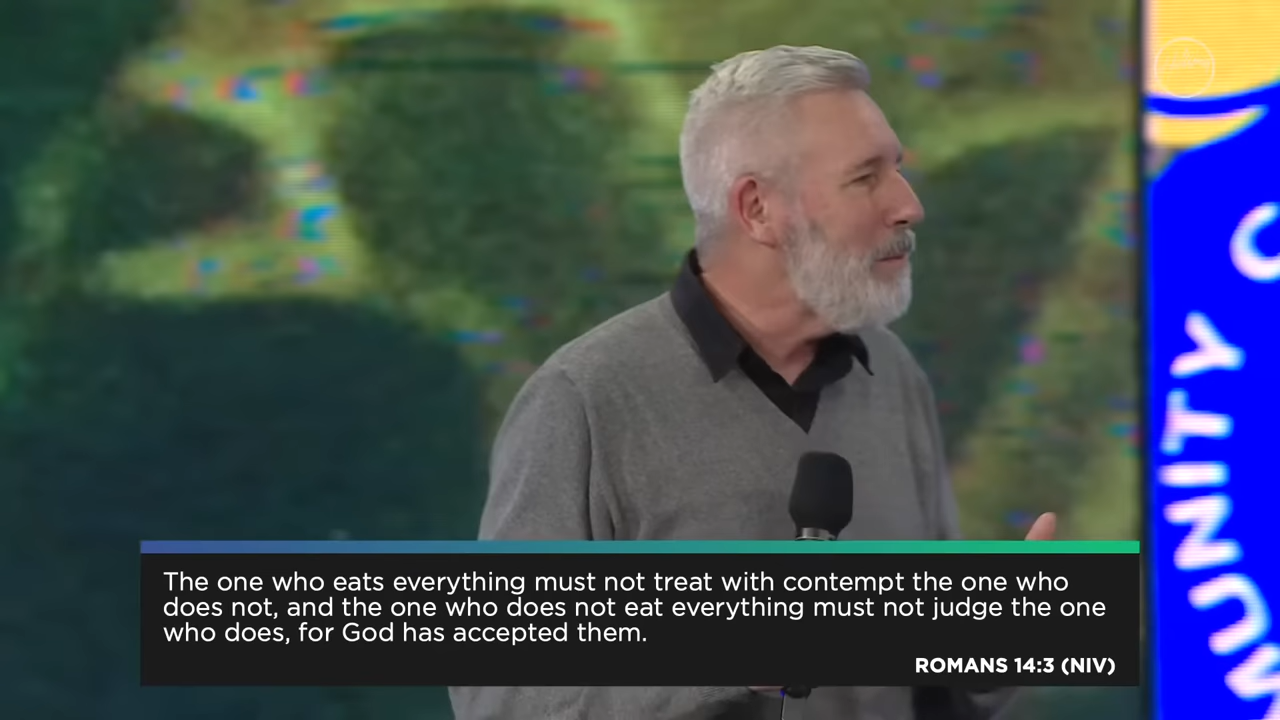 The one who eats everything must not treat with contempt the one who
does not, and the one who does not eat everything must not judge the one
who does, for God has accepted them.
ROMANS 14:3 (NIV)
UNITY C